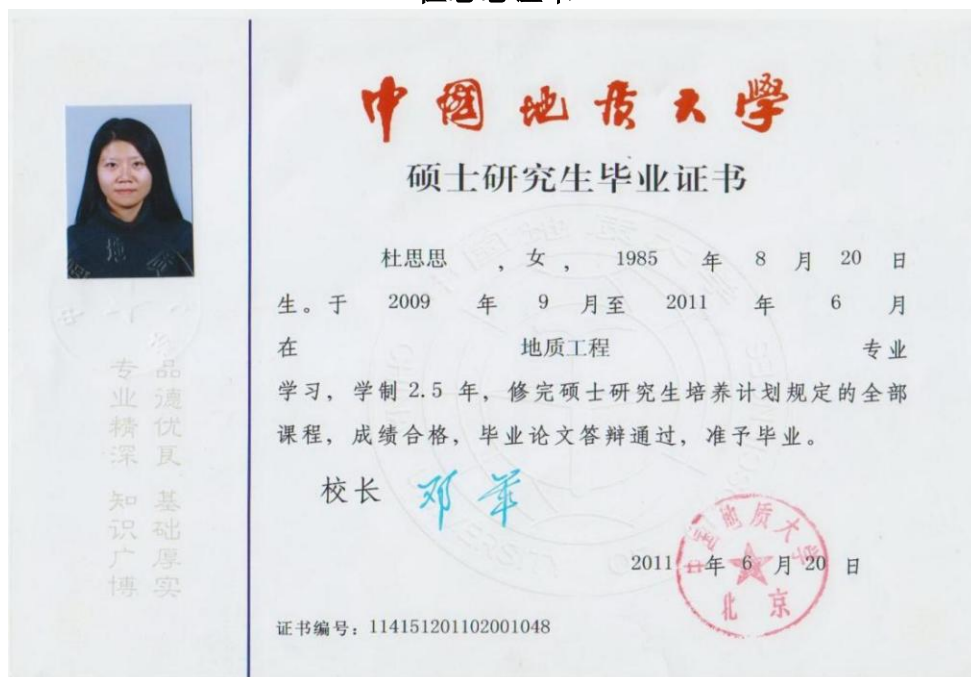 中國地质大學
硕士研究生毕业证书
杜思思 ，女， 1985 年 8 月 20 日
生。于 2009 年 9 月至 2011 年 6 月
在 地质工程 专业
学习，学制 2.5 年，修完硕士研究生培养计划规定的全部
课程，成绩合格，毕业论文答辩通过，准予毕业。
校长
2011 年 6 月 20 日
地质大学
北京
证书编号：114151201102001048
品德优良 基础厚实
专业精深 知识广博